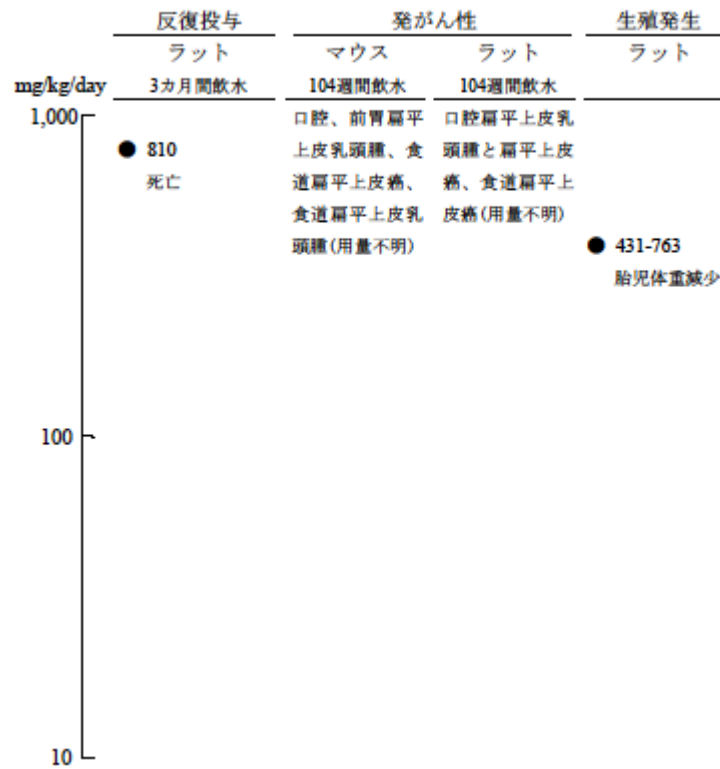 反復投与 発がん性 生殖発生
ラット マウス ラット ラット
mg/kg/day 3カ月間飲水 104週間飲水 104週間飲水
1,000
● 810
死亡
口腔、前胃扁平
上皮乳頭腫、食
道扁平上皮癌、
食道扁平上皮乳
頭腫(用量不明)
口腔扁平上皮乳
頭腫と扁平上皮
癌、食道扁平上
皮癌(用量不明)
● 431-763
胎児体重減少
100
10